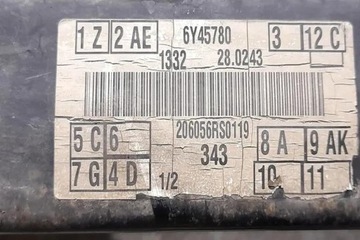 1 Z 2 AE 6Y45780 3 12 C
1332 28.0243
206056RS0119
5 C 6 8 A 9 AK
343
7 G 4 D 1/2 10 11